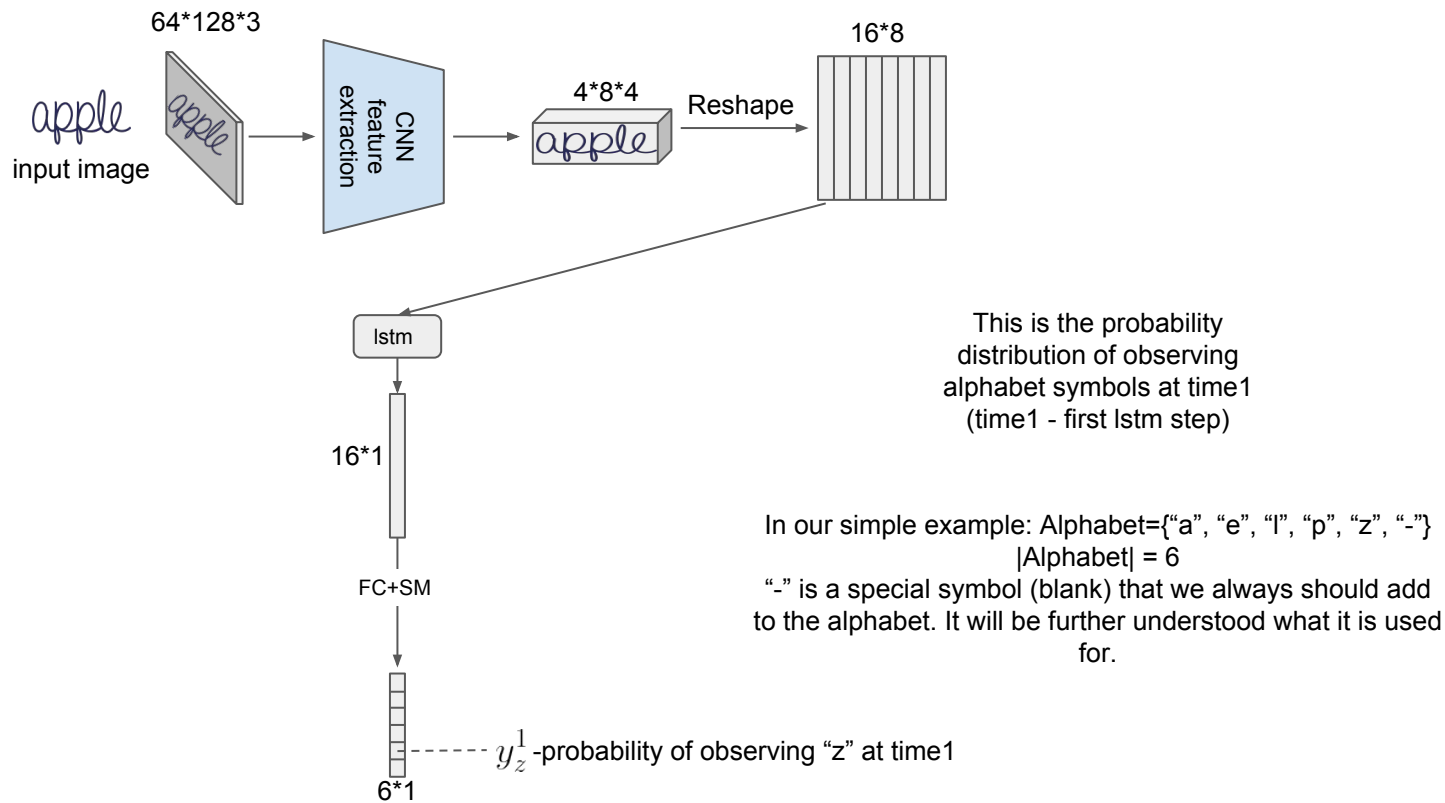 64*128*3
apple
input image
apple
CNN
feature
extraction
4*8*4
apple
Reshape
16*8
lstm
16*1
FC+SM
This is the probability
distribution of observing
alphabet symbols at time1
(time1 - first lstm step)
In our simple example: Alphabet={“a”, “e”, “l”, “p”, “z”, “-”}
|Alphabet| = 6
“-” is a special symbol (blank) that we always should add
to the alphabet. It will be further understood what it is used
for.
y_z^1 -probability of observing “z” at time1
6*1